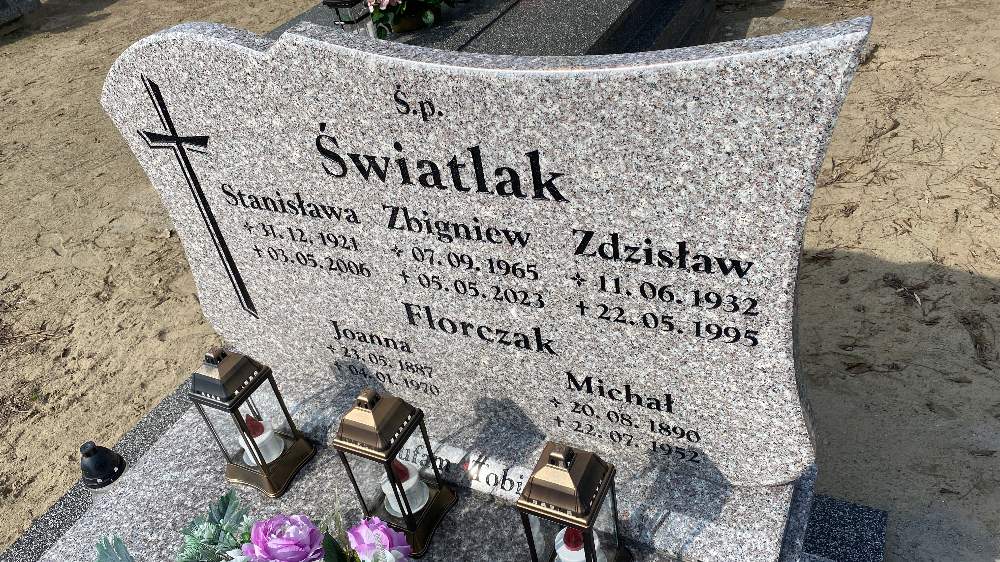 Ś.p.
Światlak
Stanisława
+ 31. 12. 1921
+ 03. 05. 2006
Zbigniew
+ 07. 09. 1965
+ 05. 05. 2023
Zdzisław
+ 11. 06. 1932
+ 22. 05. 1995
Florczak
Joanna
+ 23. 05. 1887
+ 04. 01. 1970
Michał
+ 20. 08. 1890
+ 22. 07. 1952